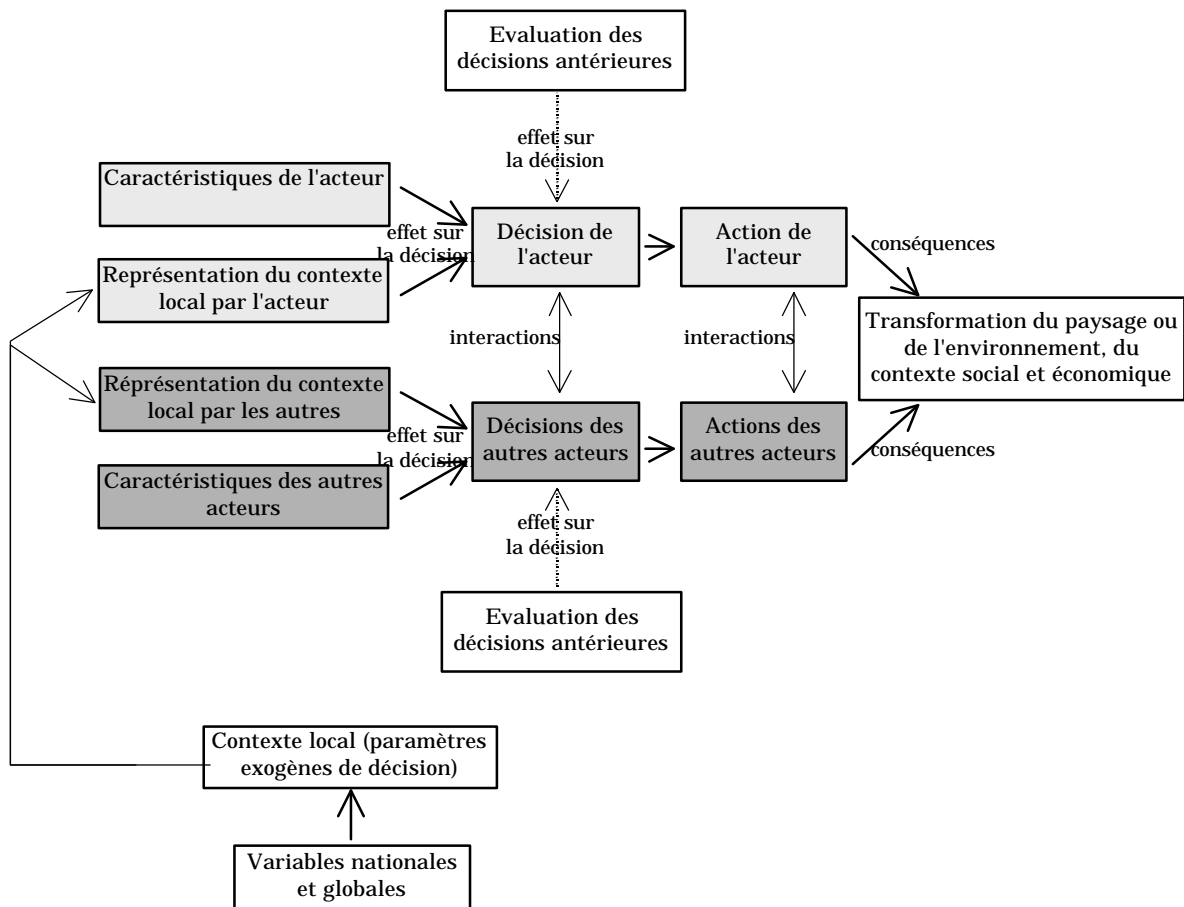 Evaluation des
décisions antérieures
effet sur
la décision
Caractéristiques de l'acteur
effet sur
la décision
Décision de
l'acteur
Action de
l'acteur
conséquences
Représentation du contexte
local par l'acteur
interactions
interactions
Transformation du paysage ou
de l'environnement, du
contexte social et économique
Réprésentation du contexte
local par les autres
effet sur
la décision
Décisions des
autres acteurs
Actions des
autres acteurs
conséquences
Caractéristiques des autres
acteurs
effet sur
la décision
Evaluation des
décisions antérieures
Contexte local (paramètres
exogènes de décision)
Variables nationales
et globales